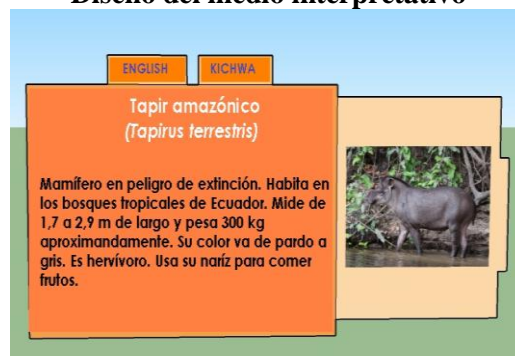 Diseño del medio interpretativo
ENGLISH
KICHWA
Tapir amazónico
(Tapirus terrestris)
Mamífero en peligro de extinción. Habita en
los bosques tropicales de Ecuador. Mide de
1,7 a 2,9 m de largo y pesa 300 kg
aproximandamente. Su color va de pardo a
gris. Es hervívoro. Usa su naríz para comer
frutos.